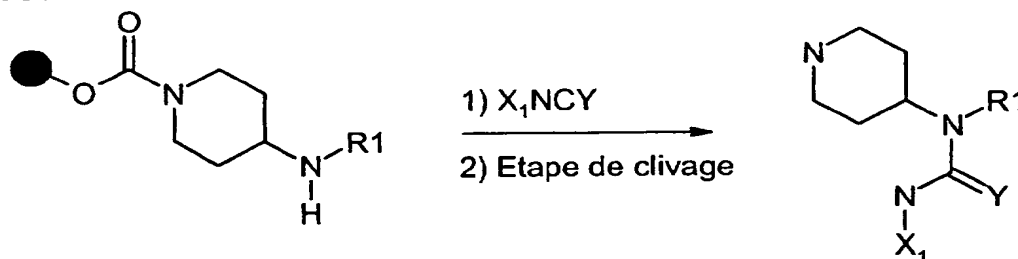 O
O
N
N
H
R1
1) X₁NCY
2) Etape de clivage
N
N
R1
N
Y
X₁